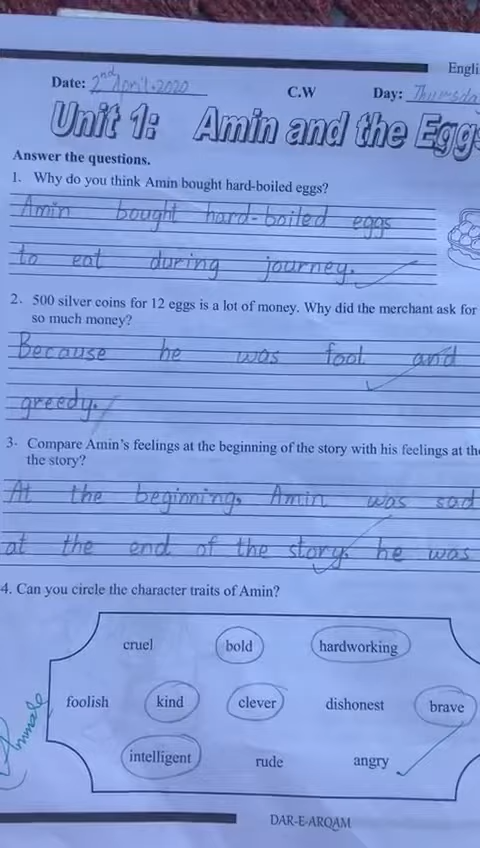 Engli
Date: 2nd April.2020 C.W Day: Thursday
Unit 1: Amin and the Eggs
Answer the questions.
1. Why do you think Amin bought hard-boiled eggs?
Amin bought hard-boiled eggs
to eat during journey.
2. 500 silver coins for 12 eggs is a lot of money. Why did the merchant ask for
so much money?
Because he was fool and
greedy.
3. Compare Amin's feelings at the beginning of the story with his feelings at the
the story?
At the beginning, Amin was sad
at the end of the story, he was
4. Can you circle the character traits of Amin?
cruel bold hardworking
foolish kind clever dishonest brave
intelligent rude angry
DAR-E-ARQAM